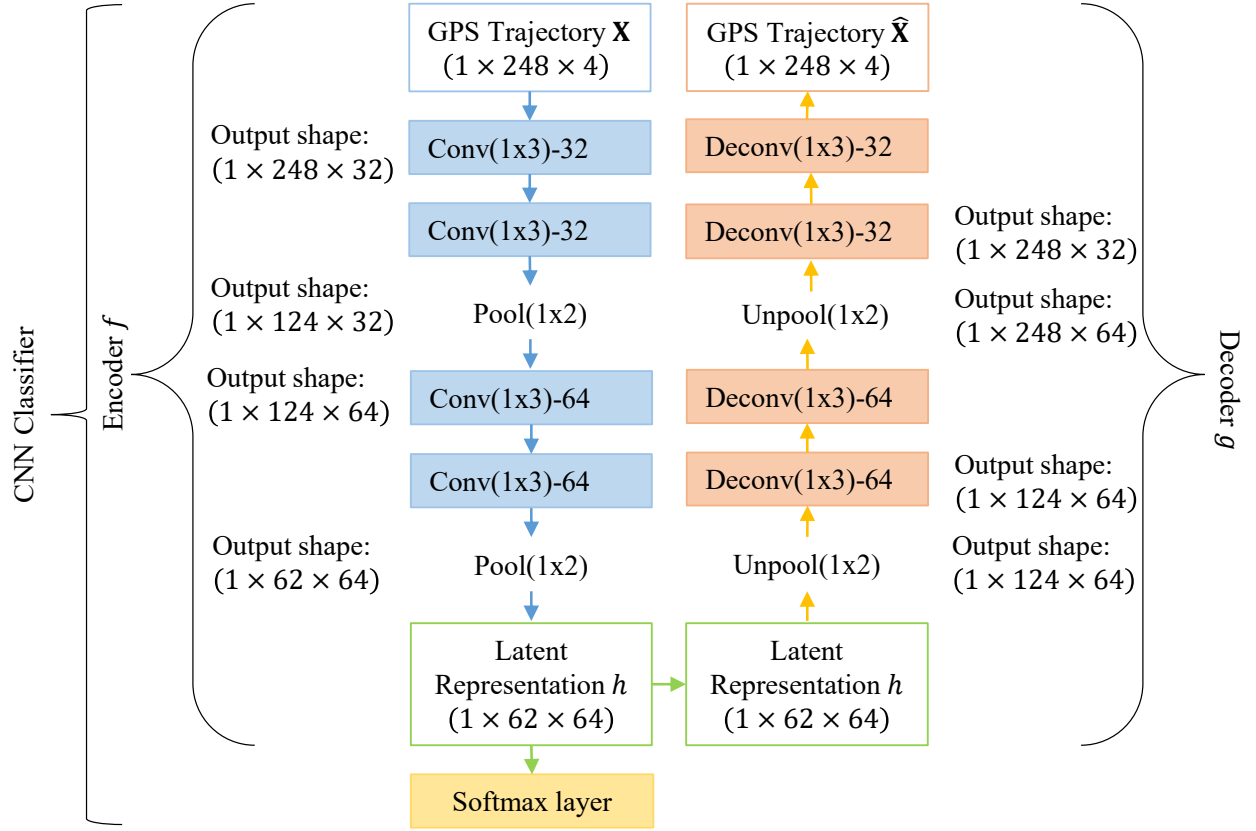 CNN Classifier
Encoder f
Output shape:
(1 × 248 × 32)
Output shape:
(1 × 124 × 32)
Output shape:
(1 × 124 × 64)
Output shape:
(1 × 62 × 64)
GPS Trajectory X
(1 × 248 × 4)
Conv(1x3)-32
Conv(1x3)-32
Pool(1x2)
Conv(1x3)-64
Conv(1x3)-64
Pool(1x2)
Latent
Representation h
(1 × 62 × 64)
Softmax layer
GPS Trajectory X̂
(1 × 248 × 4)
Deconv(1x3)-32
Deconv(1x3)-32
Unpool(1x2)
Deconv(1x3)-64
Deconv(1x3)-64
Unpool(1x2)
Latent
Representation h
(1 × 62 × 64)
Output shape:
(1 × 248 × 32)
Output shape:
(1 × 248 × 64)
Output shape:
(1 × 124 × 64)
Output shape:
(1 × 124 × 64)
Decoder g